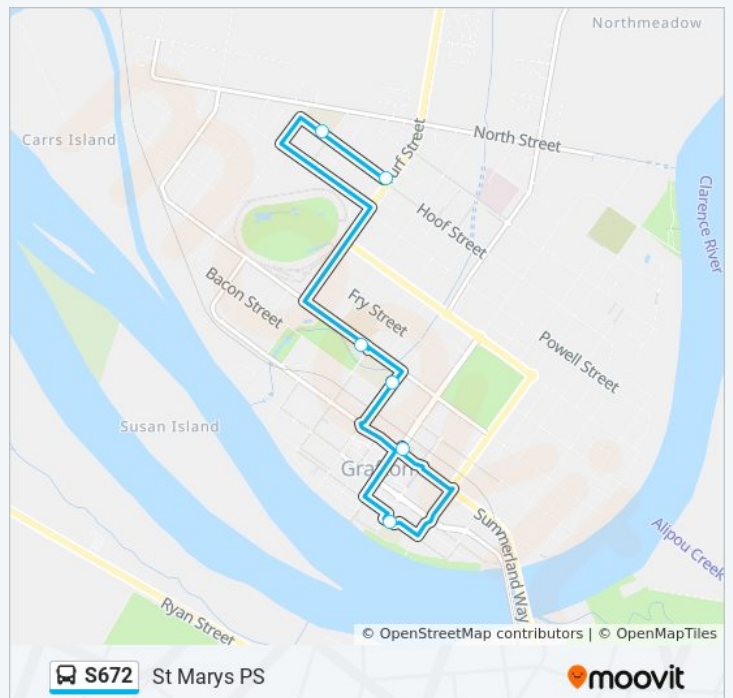 Northmeadow
Carrs Island
North Street
urf Street
Clarence River
Hoof Street
Bacon Street
Fry Street
Powell Street
Susan Island
Grafton
Summerland Way
Alipou Creek
Ryan Street
© OpenStreetMap contributors | © OpenMapTiles
S672 St Marys PS
moovit